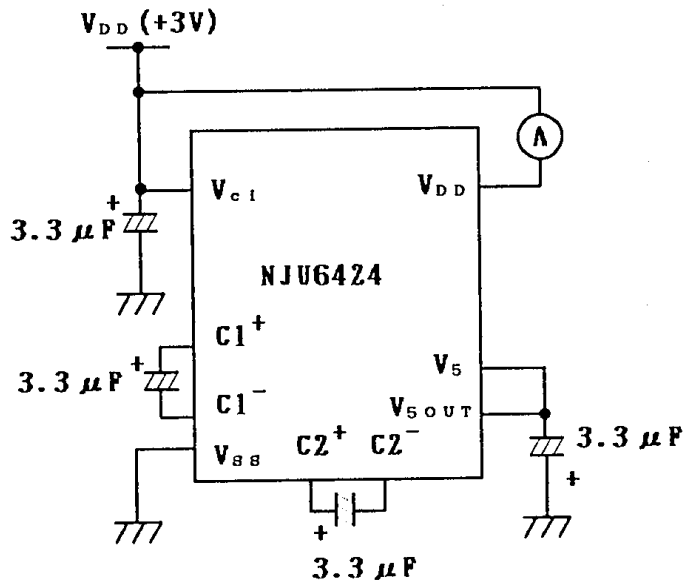 VDD (+3V)
A
Vci
VDD
+
3.3 μF
NJU6424
C1+
+
3.3 μF
C1-
V5
V5OUT
VSS
C2+
C2-
3.3 μF
+
+
3.3 μF